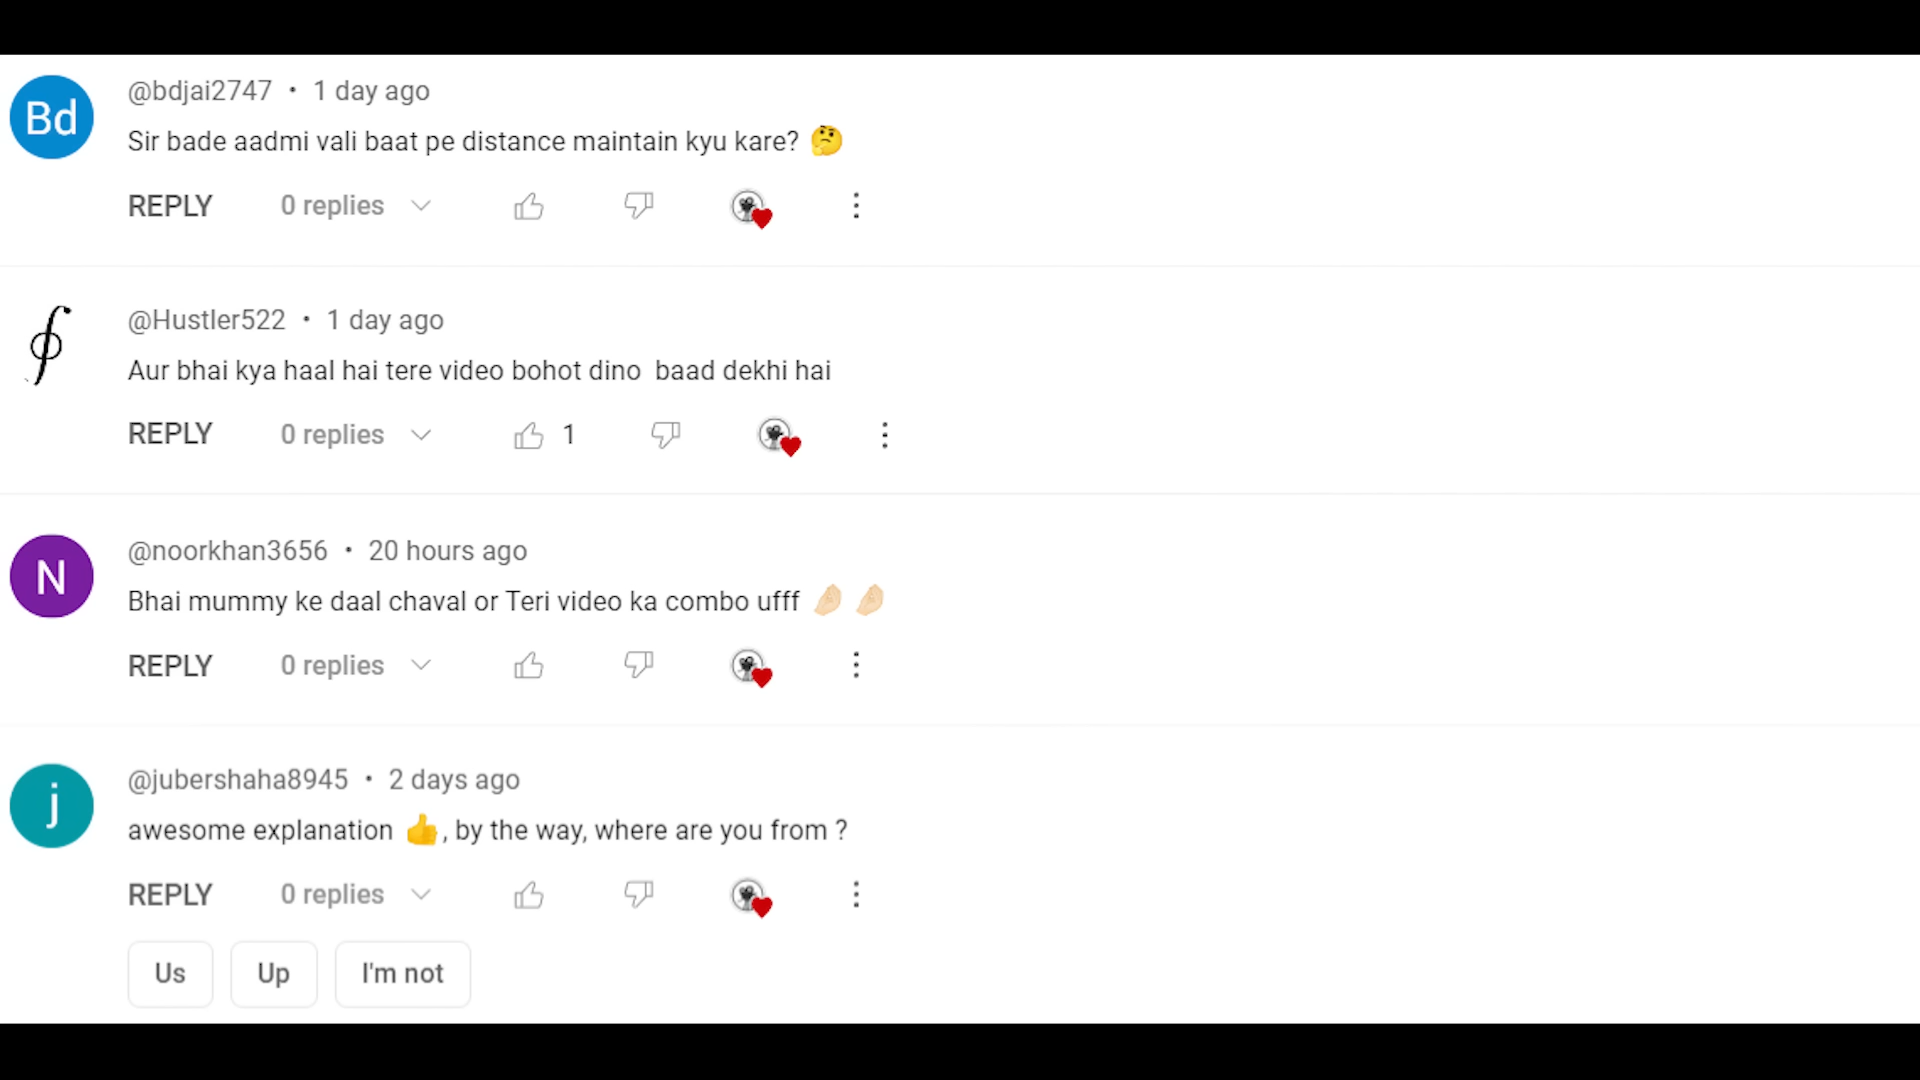 Bd
@bdjai2747 • 1 day ago
Sir bade aadmi vali baat pe distance maintain kyu kare? 🤔
REPLY 0 replies
@Hustler522 • 1 day ago
Aur bhai kya haal hai tere video bohot dino  baad dekhi hai
REPLY 0 replies 1
N
@noorkhan3656 • 20 hours ago
Bhai mummy ke daal chaval or Teri video ka combo ufff 🤌🏻 🤌🏻
REPLY 0 replies
j
@jubershaha8945 • 2 days ago
awesome explanation 👍, by the way, where are you from ?
REPLY 0 replies
Us Up I'm not